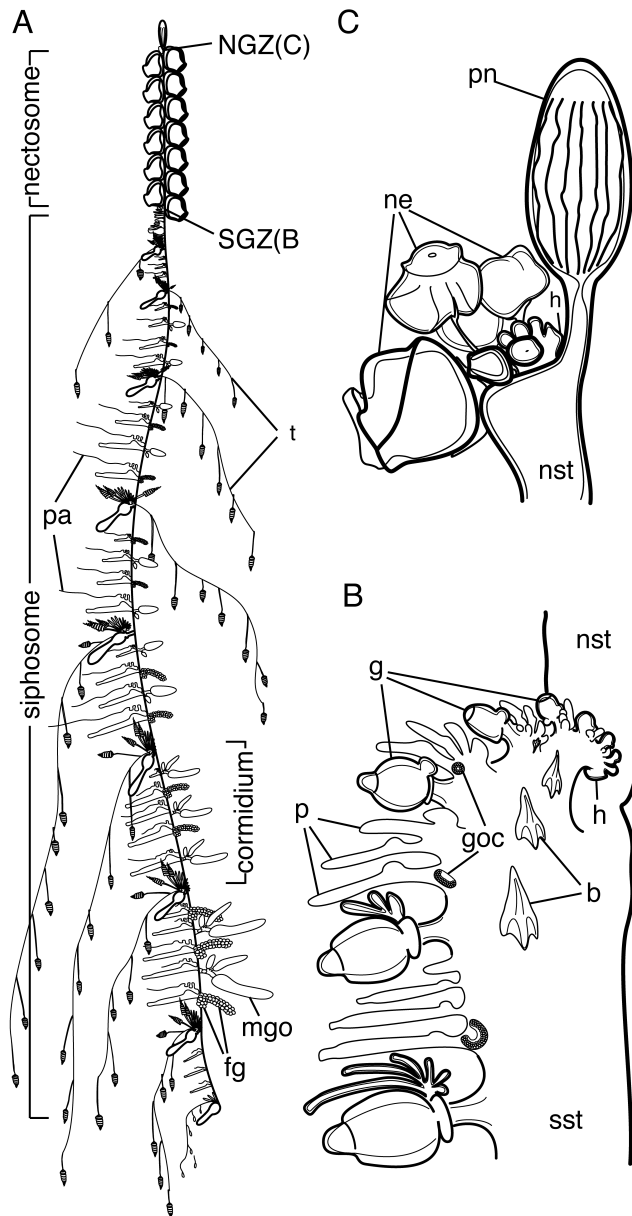 A
NGZ(C)
nectosome
SGZ(B
t
pa
siphosome
cormidium
mgo
fg
C
pn
ne
h
nst
B
nst
g
h
p
goc
b
sst